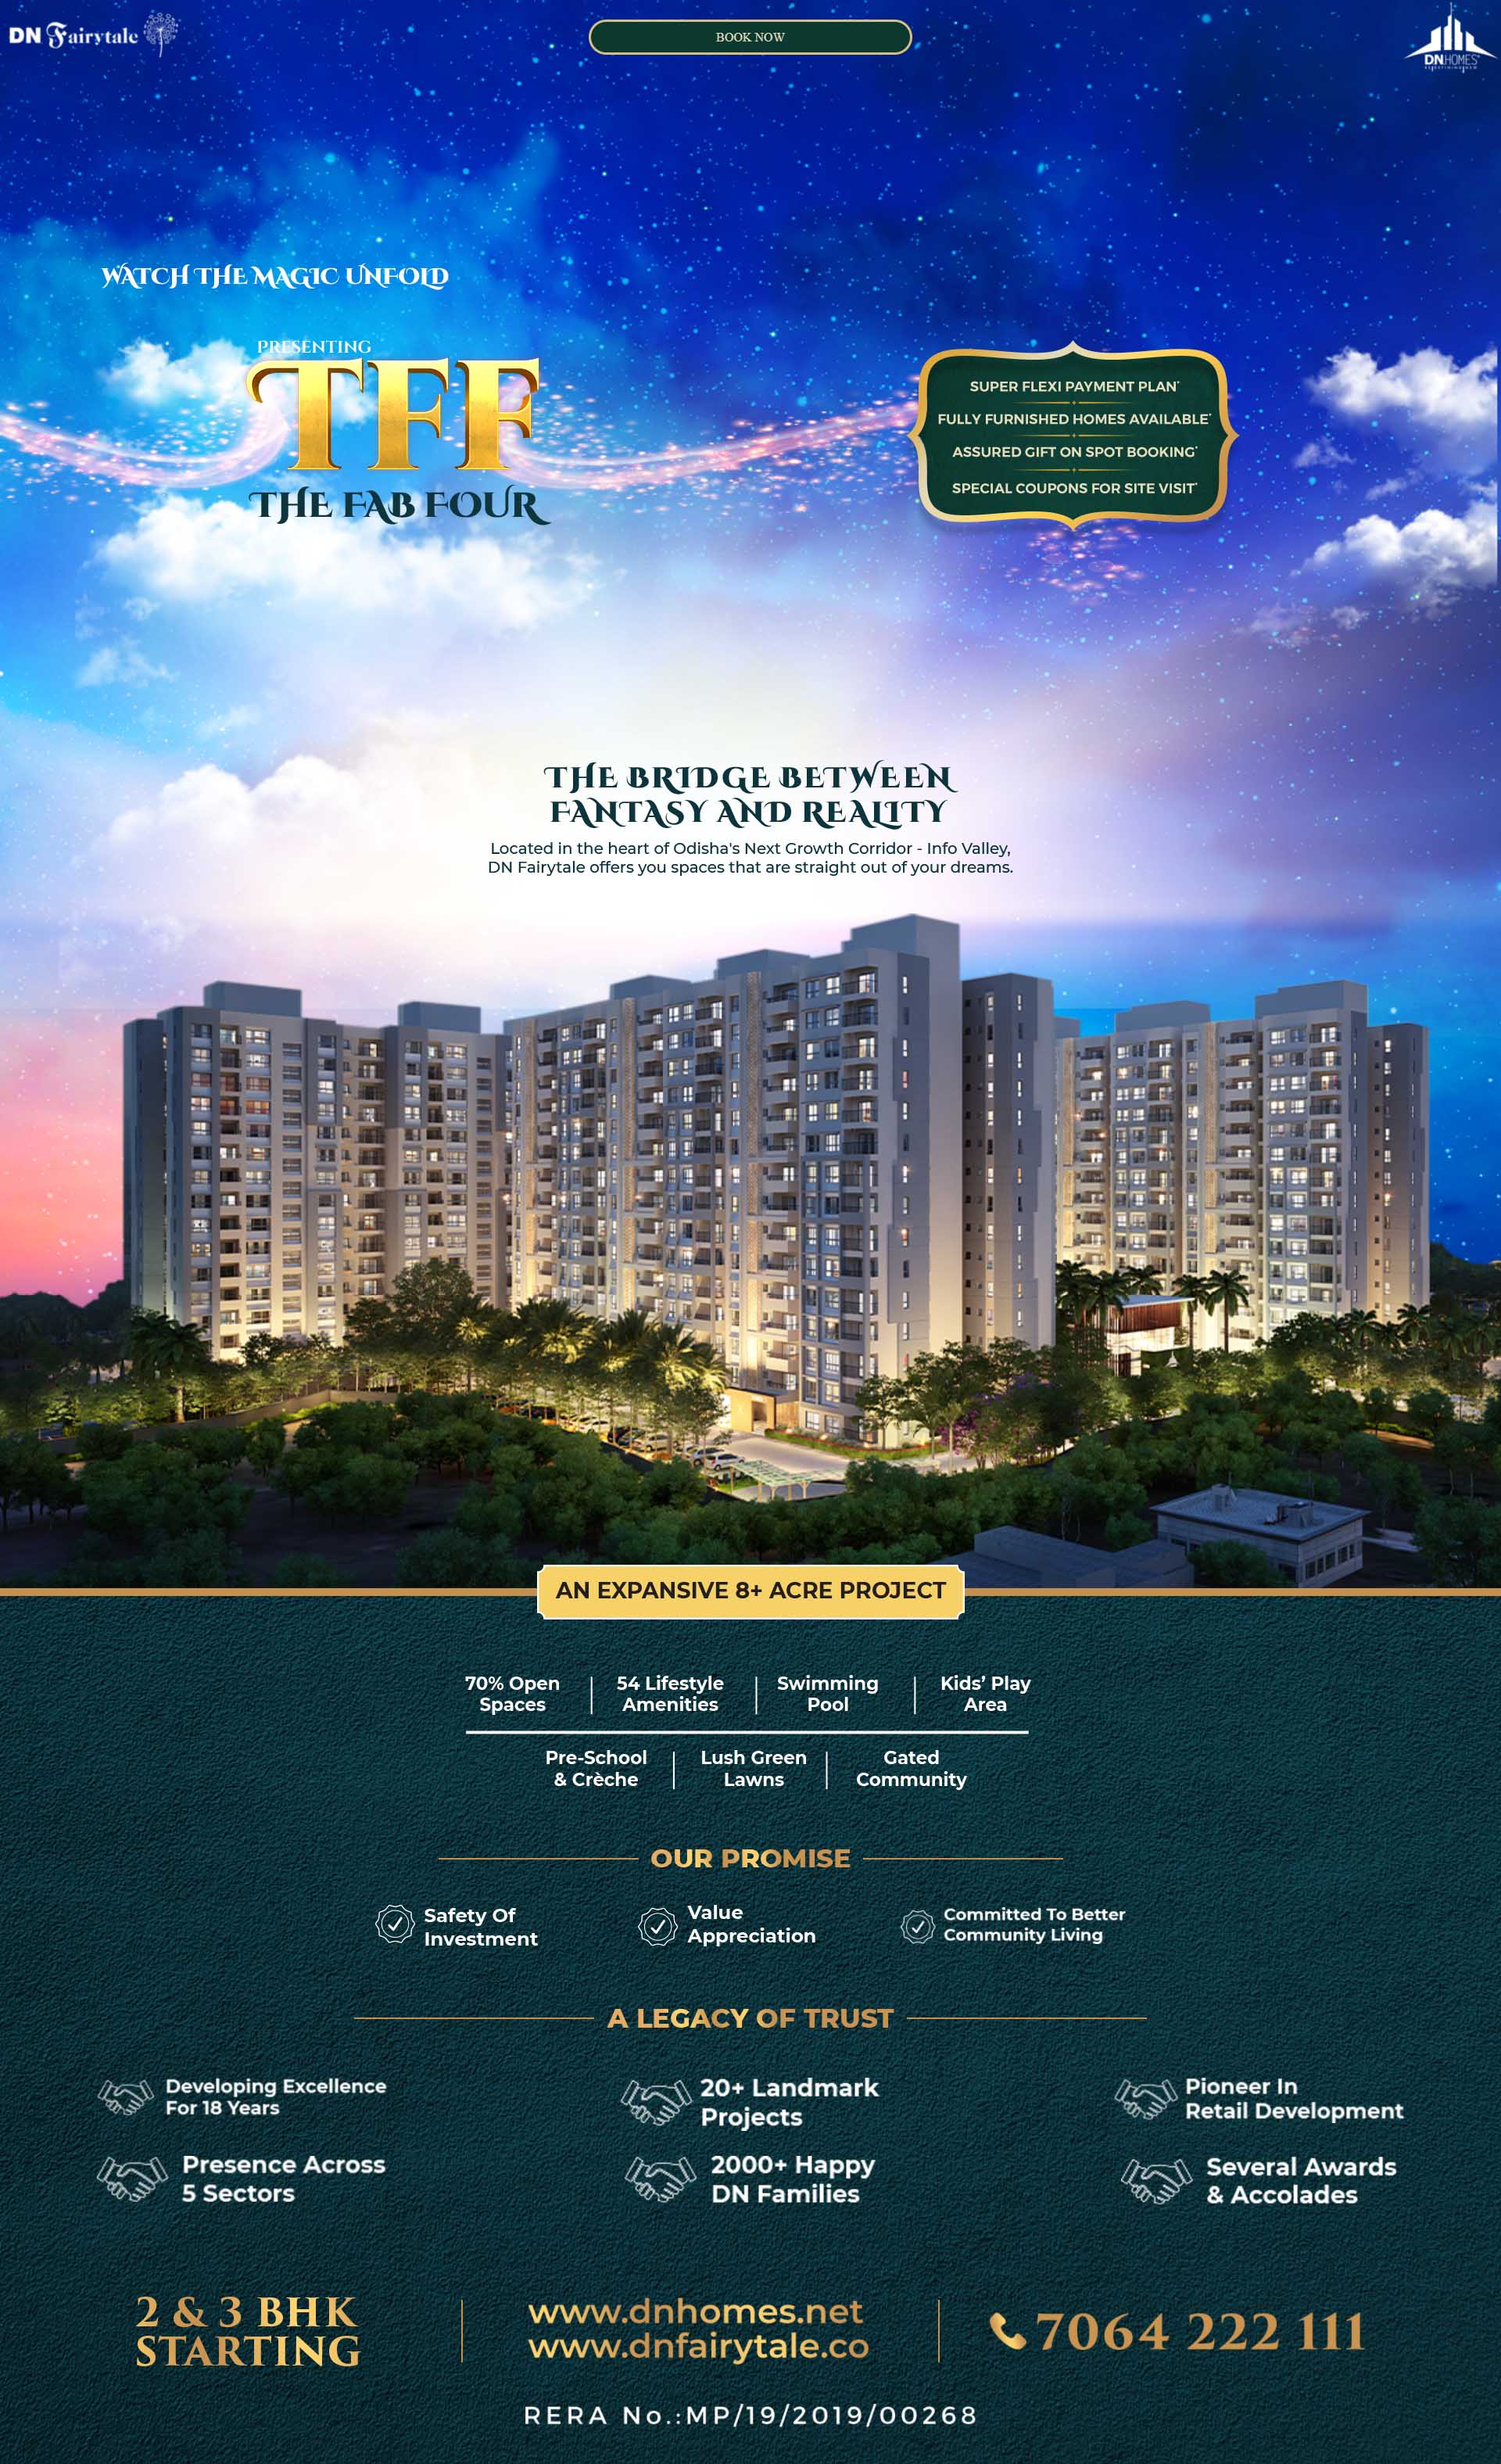 DN Fairytale
BOOK NOW
DNHOMES
WATCH THE MAGIC UNFOLD
PRESENTING
TFF
THE FAB FOUR
SUPER FLEXI PAYMENT PLAN*
FULLY FURNISHED HOMES AVAILABLE*
ASSURED GIFT ON SPOT BOOKING*
SPECIAL COUPONS FOR SITE VISIT*
THE BRIDGE BETWEEN
FANTASY AND REALITY
Located in the heart of Odisha's Next Growth Corridor - Info Valley,
DN Fairytale offers you spaces that are straight out of your dreams.
AN EXPANSIVE 8+ ACRE PROJECT
70% Open
Spaces
54 Lifestyle
Amenities
Swimming
Pool
Kids’ Play
Area
Pre-School
& Crèche
Lush Green
Lawns
Gated
Community
OUR PROMISE
Safety Of
Investment
Value
Appreciation
Committed To Better
Community Living
A LEGACY OF TRUST
Developing Excellence
For 18 Years
20+ Landmark
Projects
Pioneer In
Retail Development
Presence Across
5 Sectors
2000+ Happy
DN Families
Several Awards
& Accolades
2 & 3 BHK
STARTING
www.dnhomes.net
www.dnfairytale.co
7064 222 111
RERA No.:MP/19/2019/00268